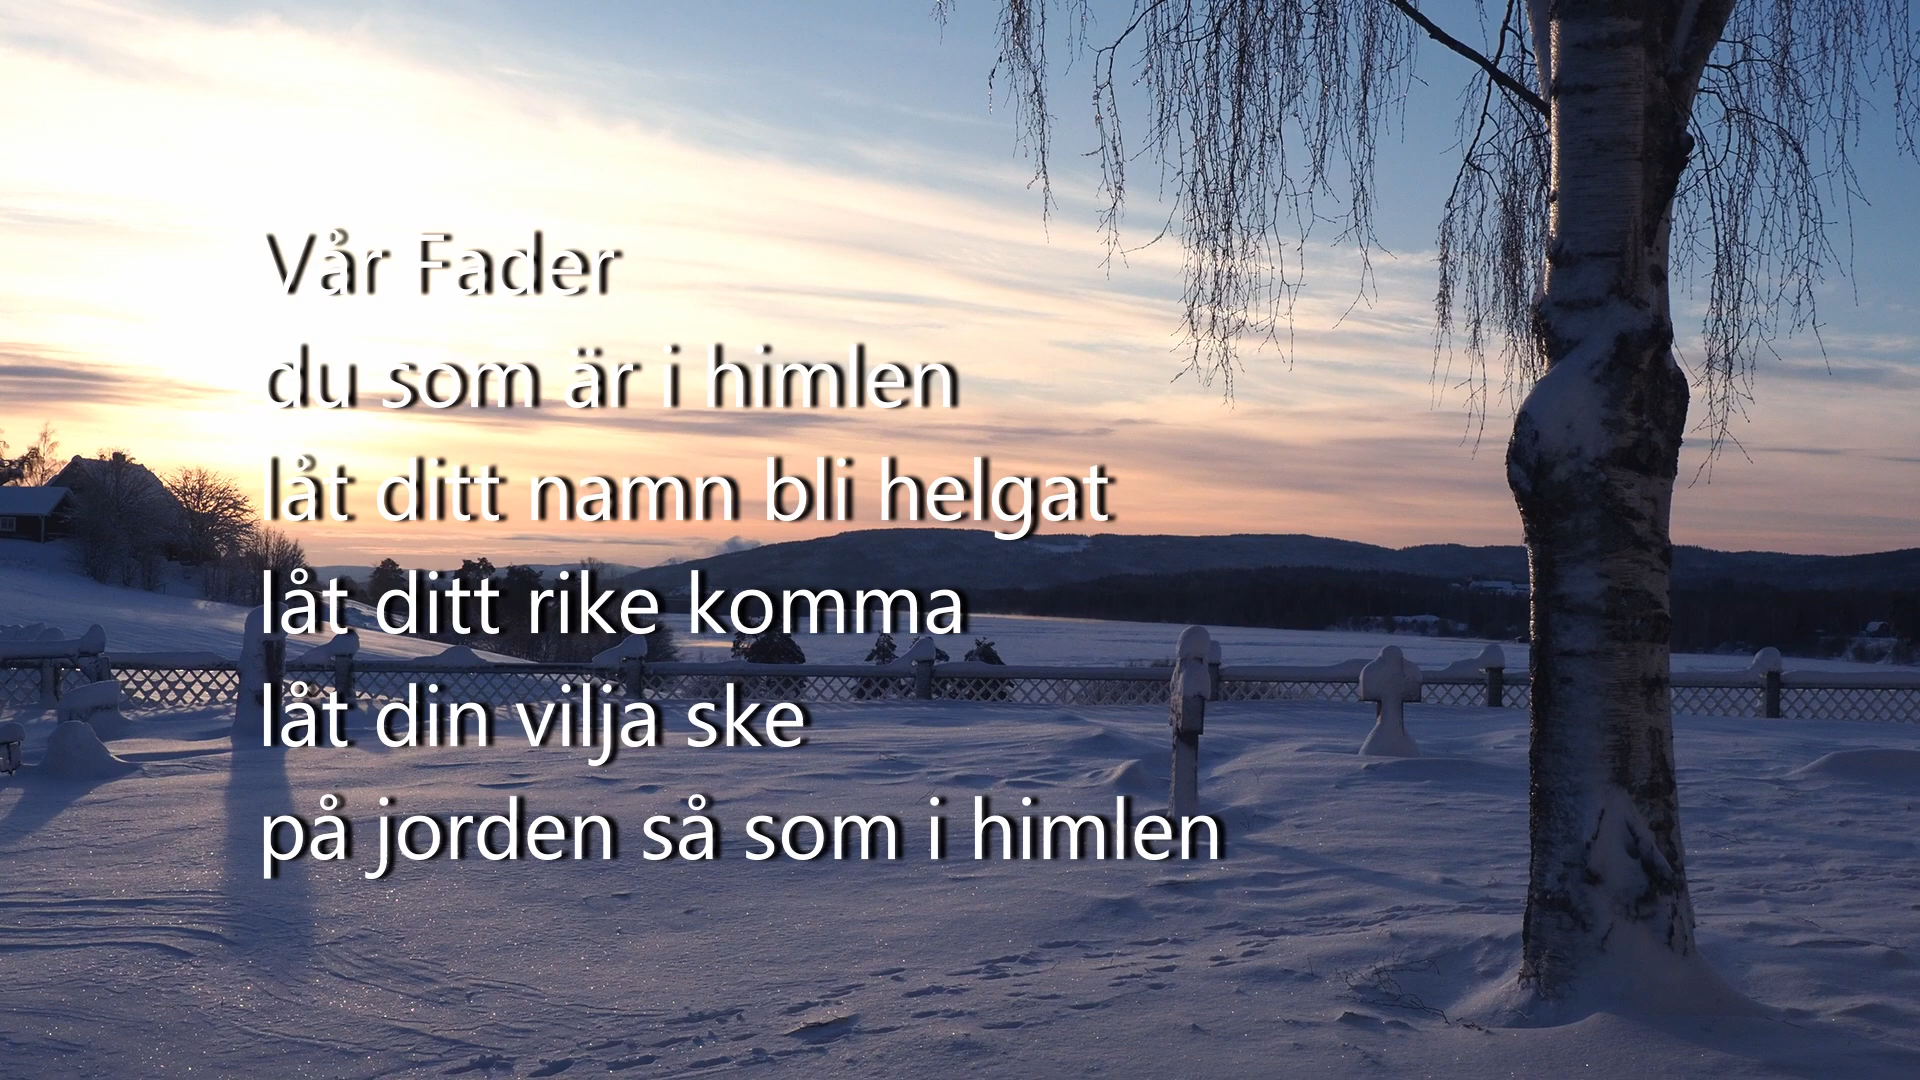 Vår Fader
du som är i himlen
låt ditt namn bli helgat
låt ditt rike komma
låt din vilja ske
på jorden så som i himlen